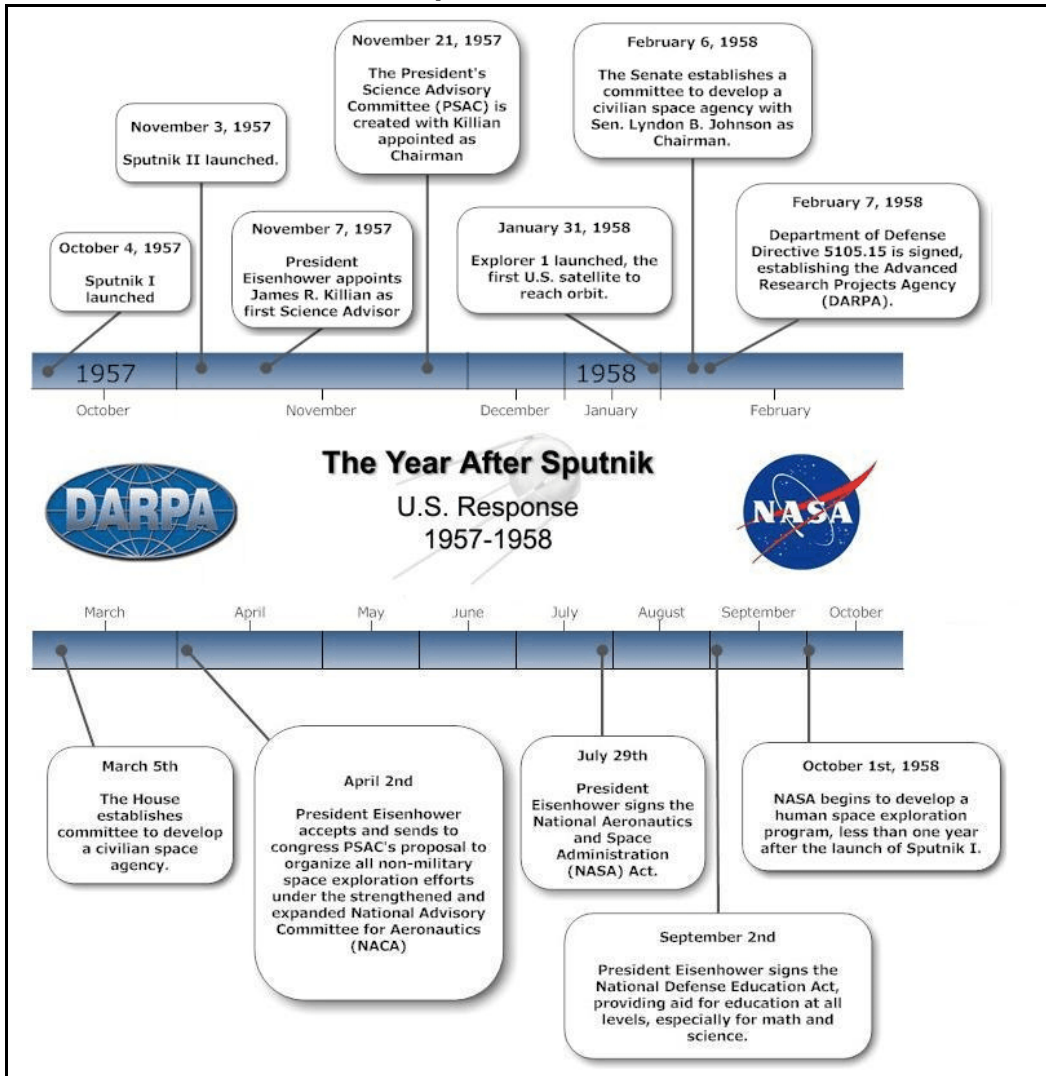 November 21, 1957
The President's
Science Advisory
Committee (PSAC) is
created with Killian
appointed as
Chairman
February 6, 1958
The Senate establishes a
committee to develop a
civilian space agency with
Sen. Lyndon B. Johnson as
Chairman.
November 3, 1957
Sputnik II launched.
October 4, 1957
Sputnik I
launched
November 7, 1957
President
Eisenhower appoints
James R. Killian as
first Science Advisor
January 31, 1958
Explorer 1 launched, the
first U.S. satellite to
reach orbit.
February 7, 1958
Department of Defense
Directive 5105.15 is signed,
establishing the Advanced
Research Projects Agency
(DARPA).
1957 1958
October November December January February
The Year After Sputnik
U.S. Response
1957-1958
DARPA
NASA
March April May June July August September October
March 5th
The House
establishes
committee to develop
a civilian space
agency.
April 2nd
President Eisenhower
accepts and sends to
congress PSAC's proposal to
organize all non-military
space exploration efforts
under the strengthened and
expanded National Advisory
Committee for Aeronautics
(NACA)
July 29th
President
Eisenhower signs the
National Aeronautics
and Space
Administration
(NASA) Act.
October 1st, 1958
NASA begins to develop a
human space exploration
program, less than one year
after the launch of Sputnik I.
September 2nd
President Eisenhower signs the
National Defense Education Act,
providing aid for education at all
levels, especially for math and
science.